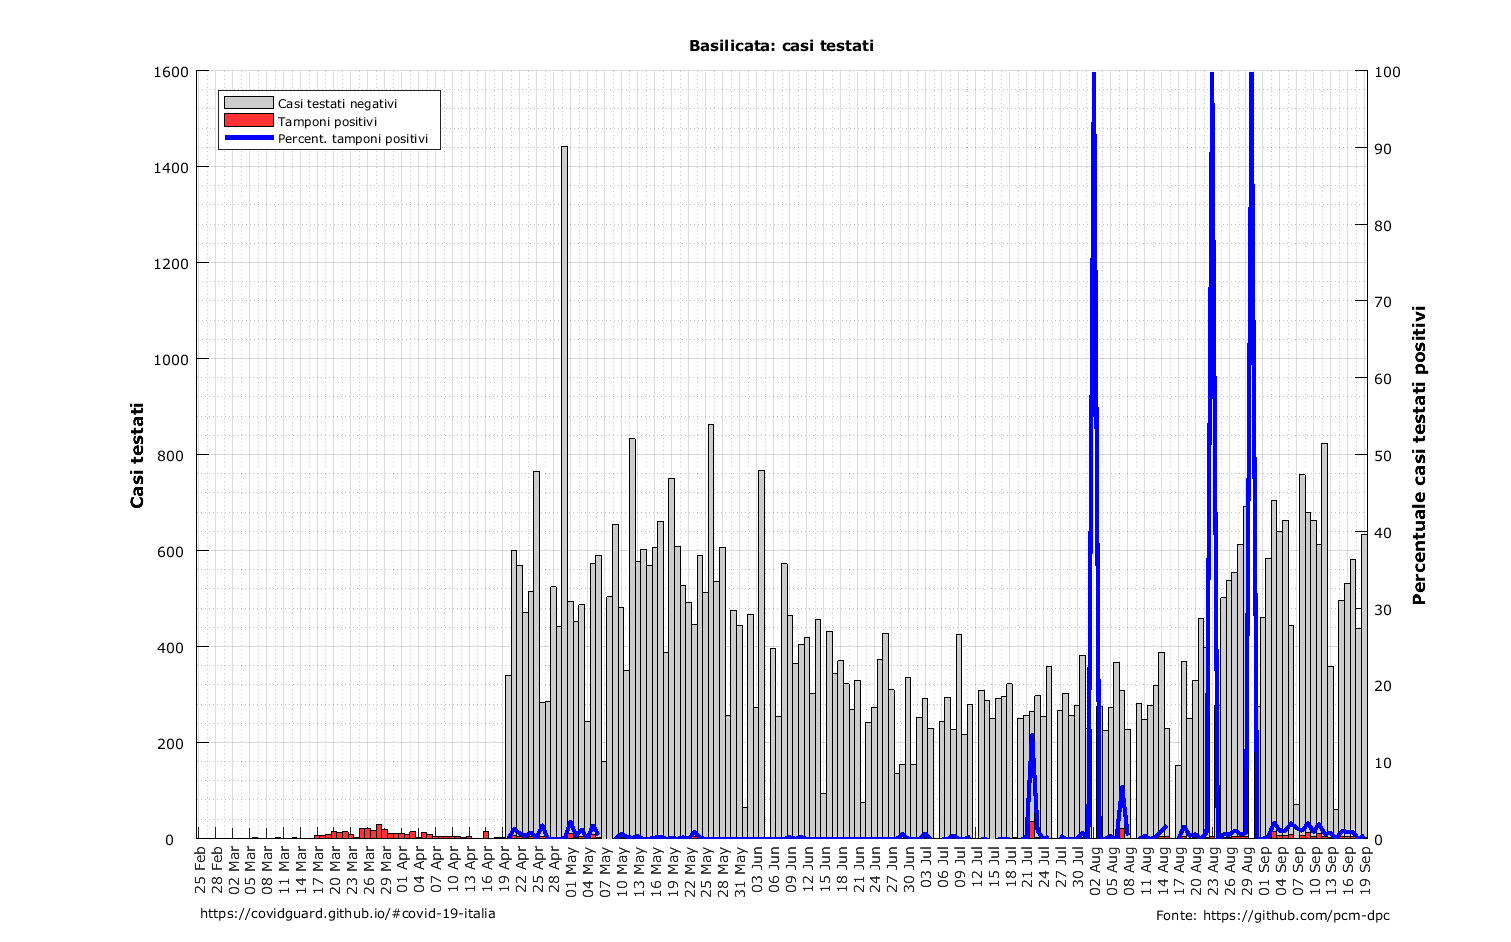 Basilicata: casi testati
Casi testati negativi
Tamponi positivi
Percent. tamponi positivi
Casi testati
0
200
400
600
800
1000
1200
1400
1600
Percentuale casi testati positivi
0
10
20
30
40
50
60
70
80
90
100
25 Feb
28 Feb
02 Mar
05 Mar
08 Mar
11 Mar
14 Mar
17 Mar
20 Mar
23 Mar
26 Mar
29 Mar
01 Apr
04 Apr
07 Apr
10 Apr
13 Apr
16 Apr
19 Apr
22 Apr
25 Apr
28 Apr
01 May
04 May
07 May
10 May
13 May
16 May
19 May
22 May
25 May
28 May
31 May
03 Jun
06 Jun
09 Jun
12 Jun
15 Jun
18 Jun
21 Jun
24 Jun
27 Jun
30 Jun
03 Jul
06 Jul
09 Jul
12 Jul
15 Jul
18 Jul
21 Jul
24 Jul
27 Jul
30 Jul
02 Aug
05 Aug
08 Aug
11 Aug
14 Aug
17 Aug
20 Aug
23 Aug
26 Aug
29 Aug
01 Sep
04 Sep
07 Sep
10 Sep
13 Sep
16 Sep
19 Sep
https://covidguard.github.io/#covid-19-italia
Fonte: https://github.com/pcm-dpc